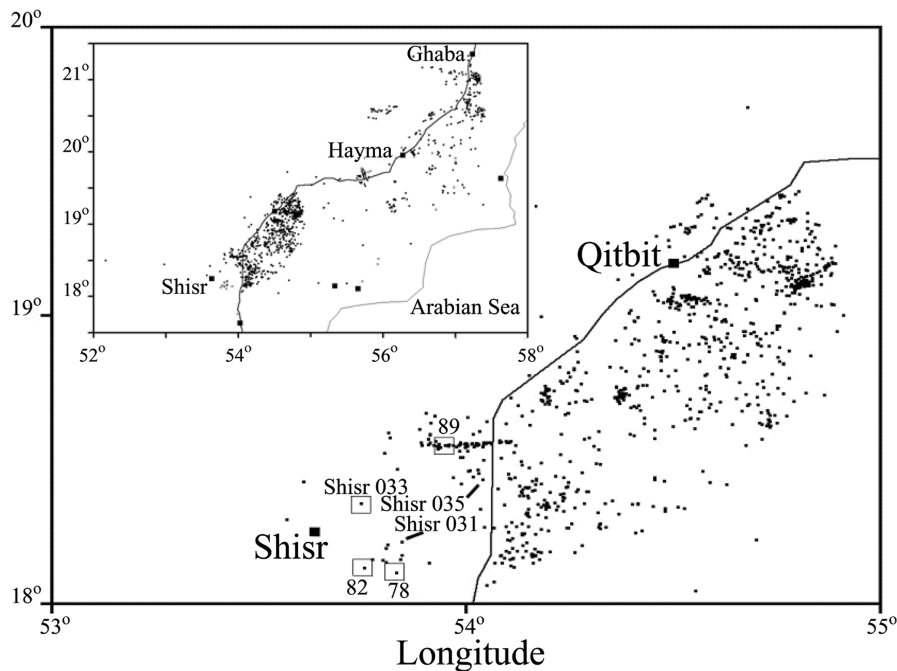 20°
Ghaba
21°
Hayma
20°
19°
Qitbit
Shisr
18°
Arabian Sea
19°
52°
54°
56°
58°
89
Shisr 033
Shisr 035
Shisr 031
Shisr
82
78
18°
53°
54°
55°
Longitude